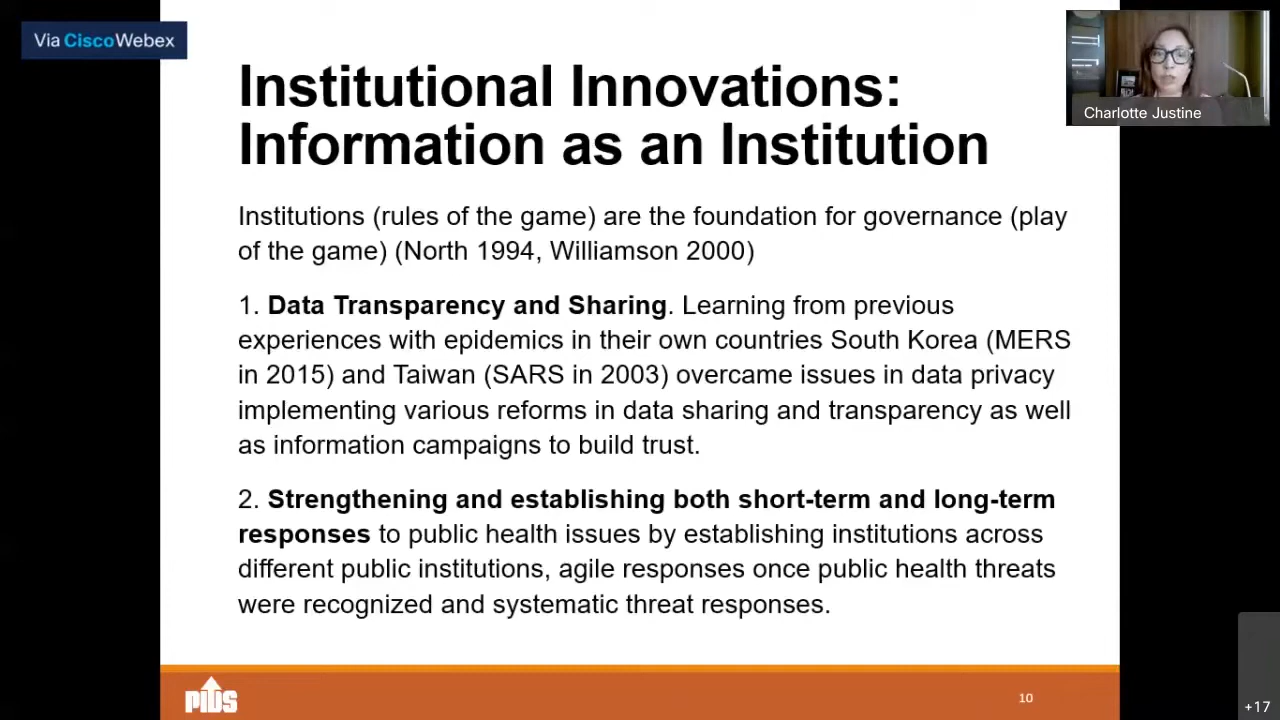 Via CiscoWebex
Institutional Innovations:
Information as an Institution
Charlotte Justine
Institutions (rules of the game) are the foundation for governance (play
of the game) (North 1994, Williamson 2000)
1. Data Transparency and Sharing. Learning from previous
experiences with epidemics in their own countries South Korea (MERS
in 2015) and Taiwan (SARS in 2003) overcame issues in data privacy
implementing various reforms in data sharing and transparency as well
as information campaigns to build trust.
2. Strengthening and establishing both short-term and long-term
responses to public health issues by establishing institutions across
different public institutions, agile responses once public health threats
were recognized and systematic threat responses.
PIDS
10
+17